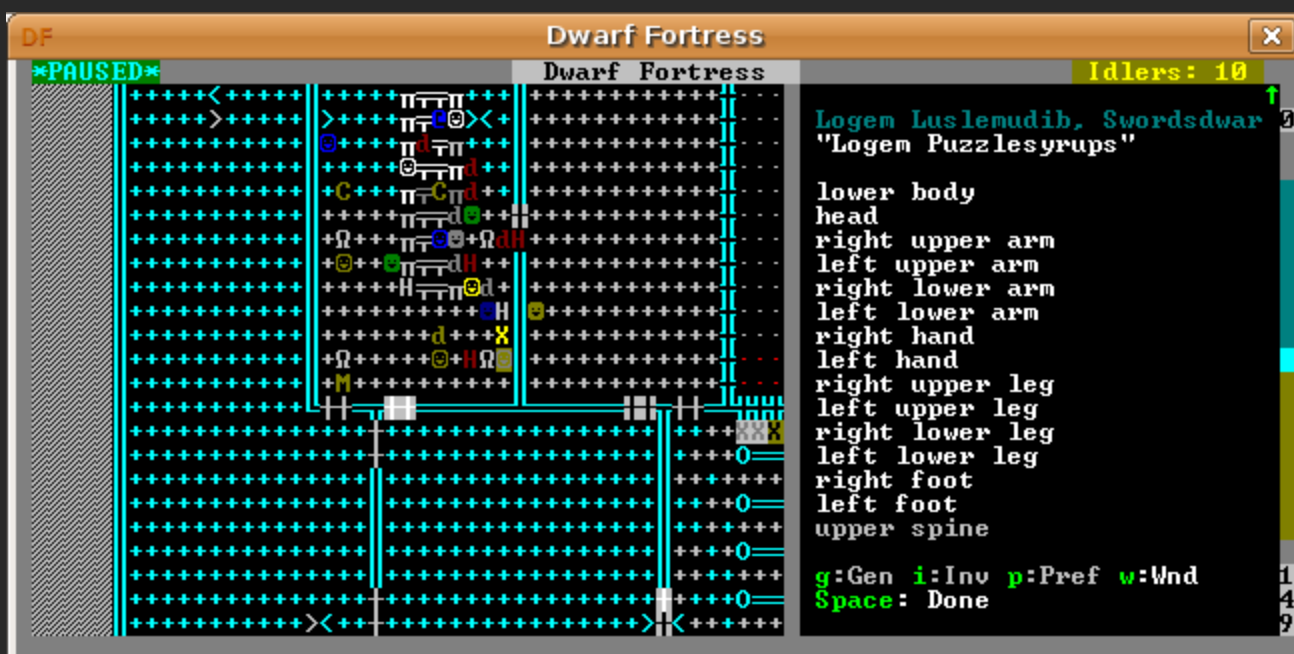 DF
Dwarf Fortress
*PAUSED*
Dwarf Fortress
Idlers: 10
Logem Luslemudib, Swordsdwar
"Logem Puzzlesyrups"
lower body
head
right upper arm
left upper arm
right lower arm
left lower arm
right hand
left hand
right upper leg
left upper leg
right lower leg
left lower leg
right foot
left foot
upper spine
g:Gen i:Inv p:Pref w:Wnd
Space: Done